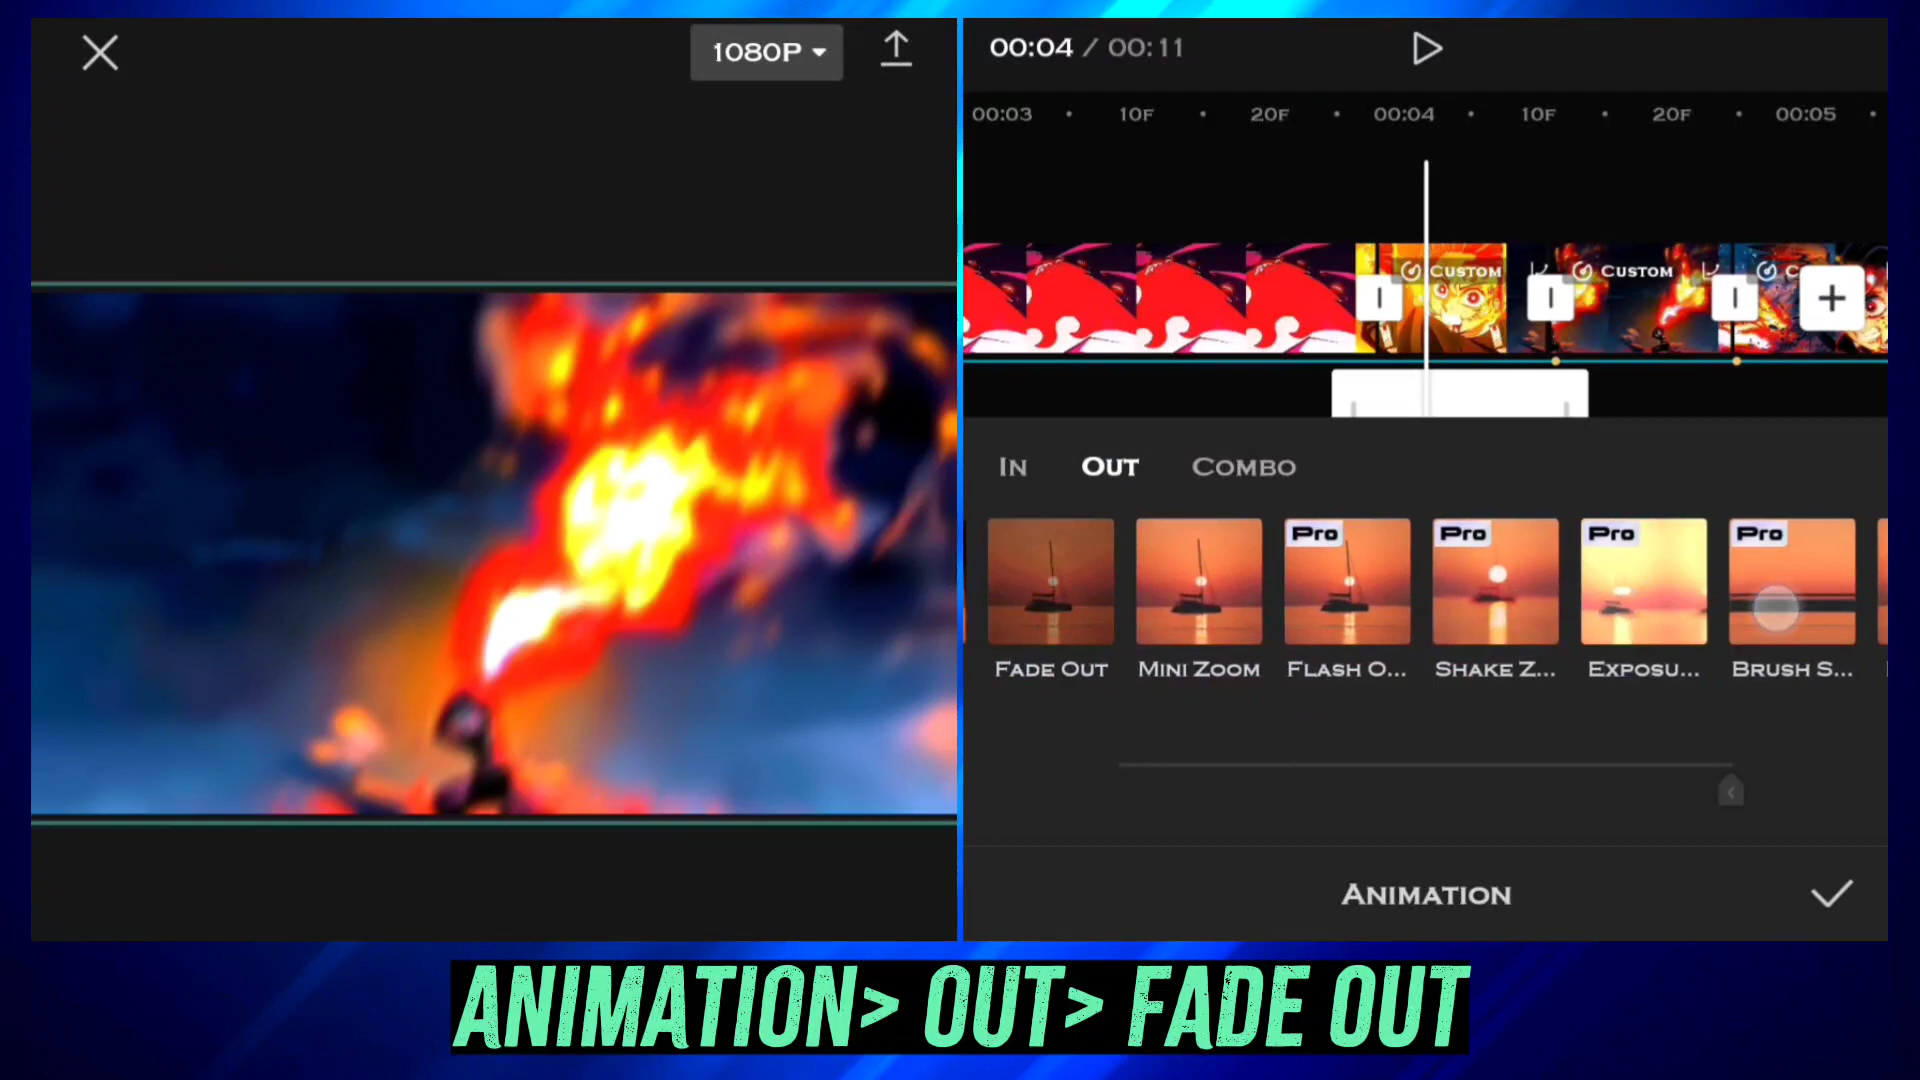 1080P
00:04 / 00:11
00:03 10F 20F 00:04 10F 20F 00:05
CUSTOM CUSTOM C
IN OUT COMBO
Pro Pro Pro Pro
FADE OUT MINI ZOOM FLASH O... SHAKE Z... EXPOSU... BRUSH S...
ANIMATION
ANIMATION> OUT> FADE OUT